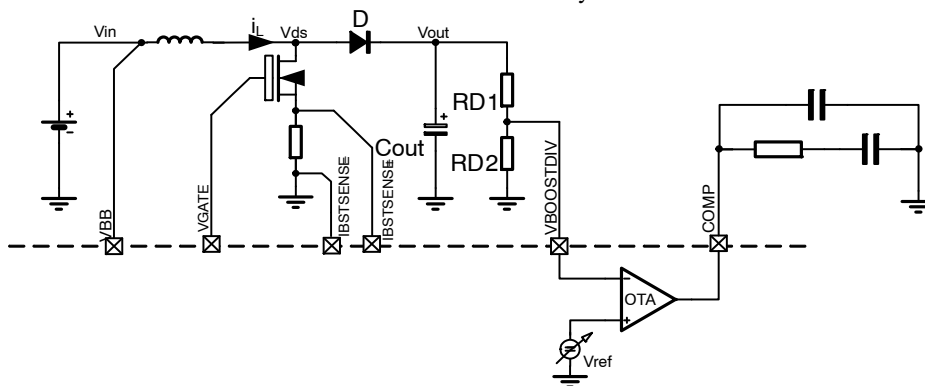 Vin
iL
Vds
D
Vout
RD1
RD2
Cout
VBB
VGATE
IBSTSENSE
IBSTSENSE
VBOOSTDIV
COMP
OTA
Vref